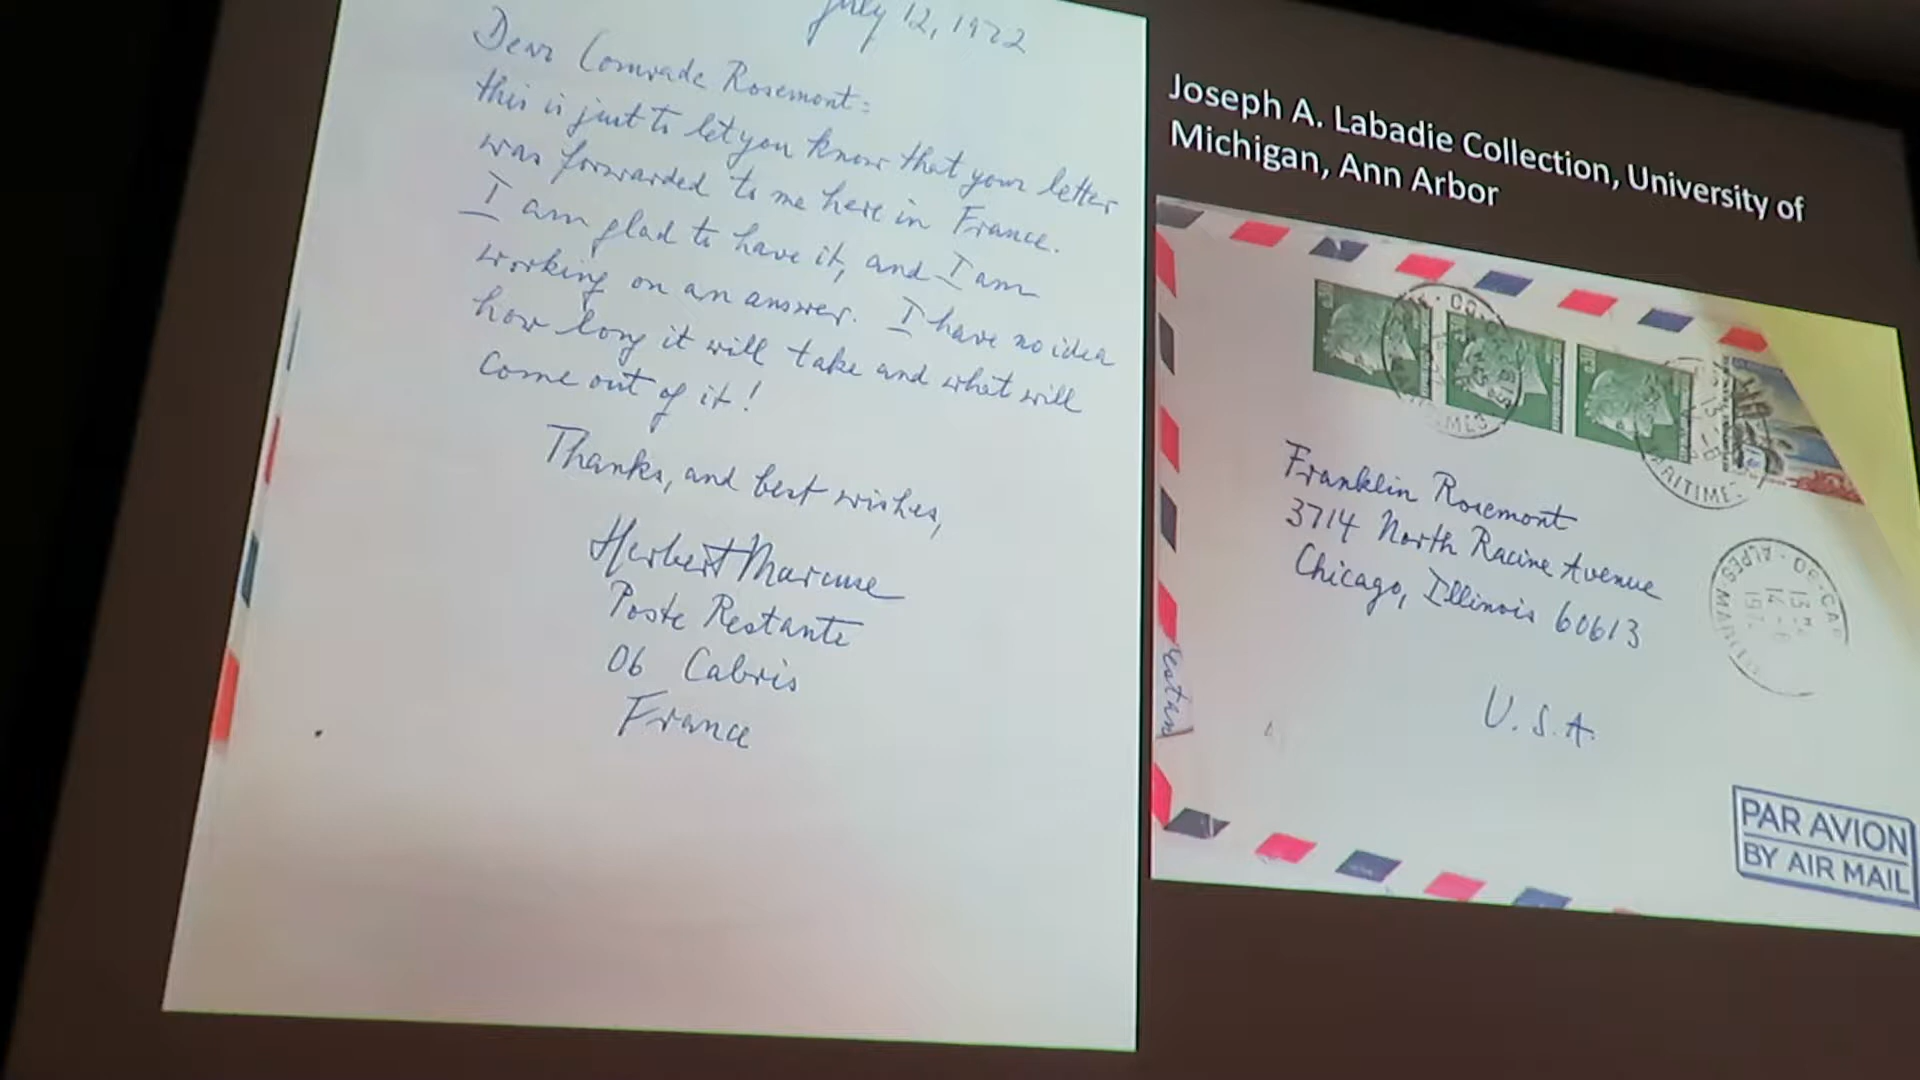 July 12, 1972
Dear Comrade Rosemont:
this is just to let you know that your letter
was forwarded to me here in France.
I am glad to have it, and I am
working on an answer. I have no idea
how long it will take and what will
come out of it!
Thanks, and best wishes,
Herbert Marcuse
Poste Restante
06 Cabris
France
Joseph A. Labadie Collection, University of
Michigan, Ann Arbor
Franklin Rosemont
3714 North Racine Avenue
Chicago, Illinois 60613
U.S.A.
PAR AVION
BY AIR MAIL